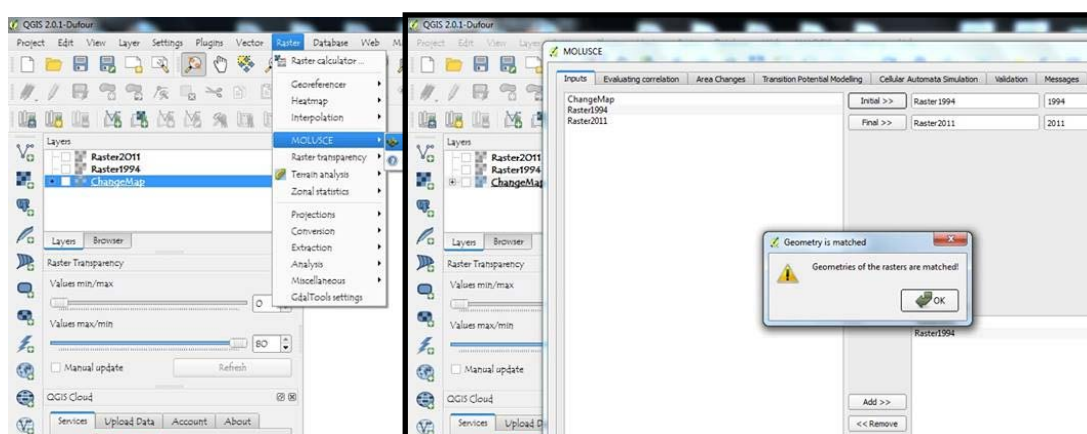 QGIS 2.0.1-Dufour
Project Edit View Layer Settings Plugins Vector Raster Database Web
Raster calculator ...
Georeferencer
Heatmap
Interpolation
MOLUSCE
Raster transparency
Terrain analysis
Zonal statistics
Projections
Conversion
Extraction
Analysis
Miscellaneous
GdalTools settings
Layers
Raster2011
Raster1994
ChangeMap
Layers Browser
Raster Transparency
Values min/max
0
Values max/min
80
Manual update Refresh
QGIS Cloud
Services Upload Data Account About
QGIS 2.0.1-Dufour
Project Edit View Layer
Layers
Raster2011
Raster1994
ChangeMap
Layers Browser
Raster Transparency
Values min/max
Values max/min
Manual update
QGIS Cloud
Services Upload D
MOLUSCE
Inputs Evaluating correlation Area Changes Transition Potential Modelling Cellular Automata Simulation Validation Messages
ChangeMap
Raster1994
Raster2011
Initial >> Raster1994 1994
Final >> Raster2011 2011
Geometry is matched
Geometries of the rasters are matched!
OK
Raster1994
Add >>
<< Remove